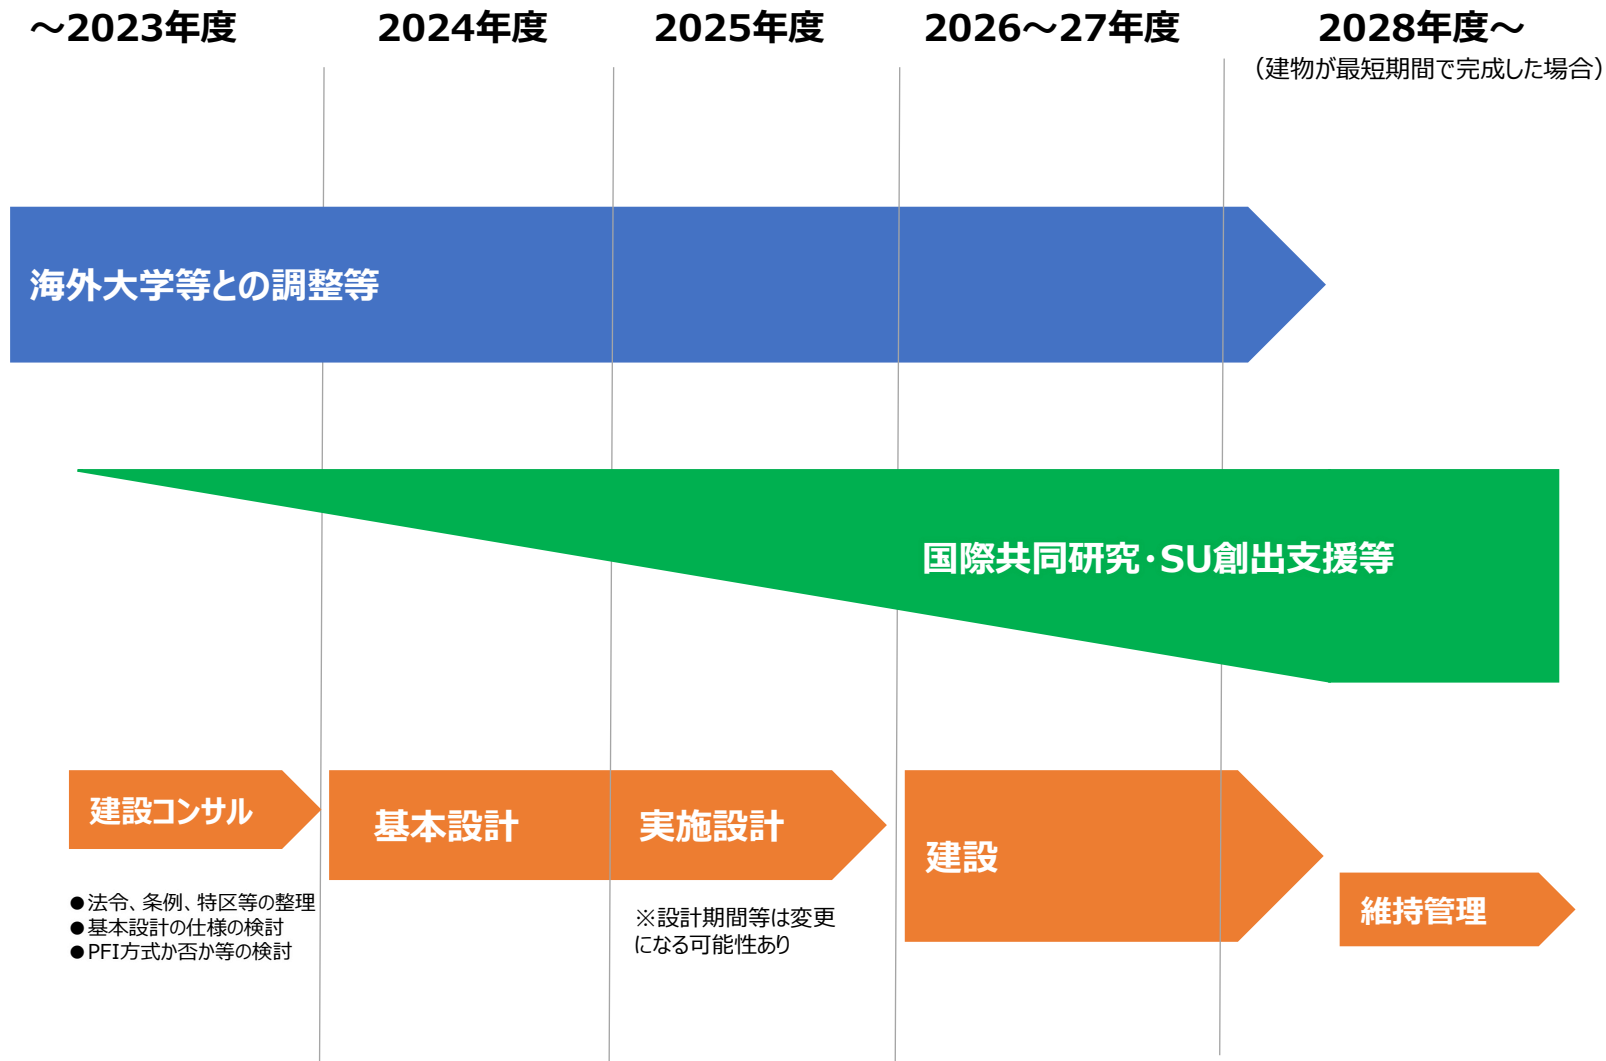 ～2023年度
2024年度
2025年度
2026～27年度
2028年度～
（建物が最短期間で完成した場合）
海外大学等との調整等
国際共同研究・SU創出支援等
建設コンサル
基本設計
実施設計
建設
維持管理
●法令、条例、特区等の整理
●基本設計の仕様の検討
●PFI方式か否か等の検討
※設計期間等は変更
になる可能性あり